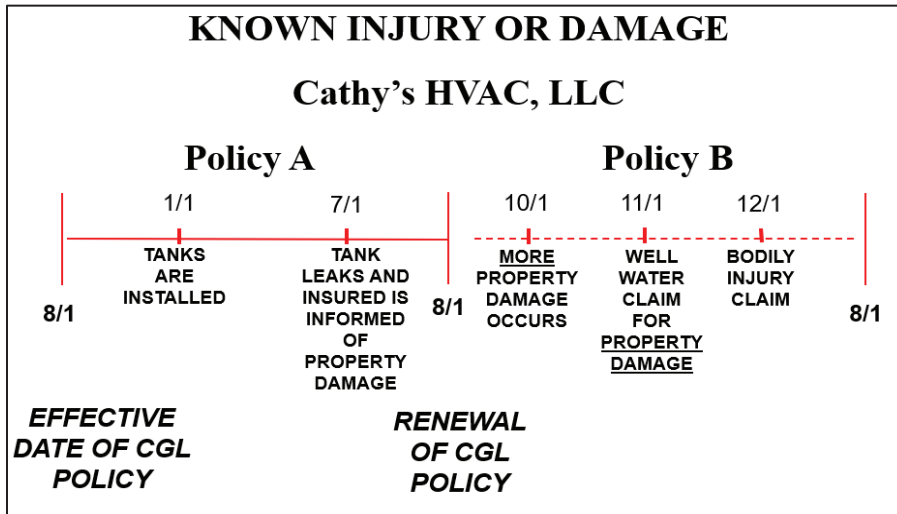 KNOWN INJURY OR DAMAGE
Cathy's HVAC, LLC
Policy A
Policy B
1/1
7/1
10/1
11/1
12/1
TANKS
ARE
INSTALLED
TANK
LEAKS AND
INSURED IS
INFORMED
OF
PROPERTY
DAMAGE
MORE
PROPERTY
DAMAGE
OCCURS
WELL
WATER
CLAIM
FOR
PROPERTY
DAMAGE
BODILY
INJURY
CLAIM
8/1
8/1
8/1
EFFECTIVE
DATE OF CGL
POLICY
RENEWAL
OF CGL
POLICY